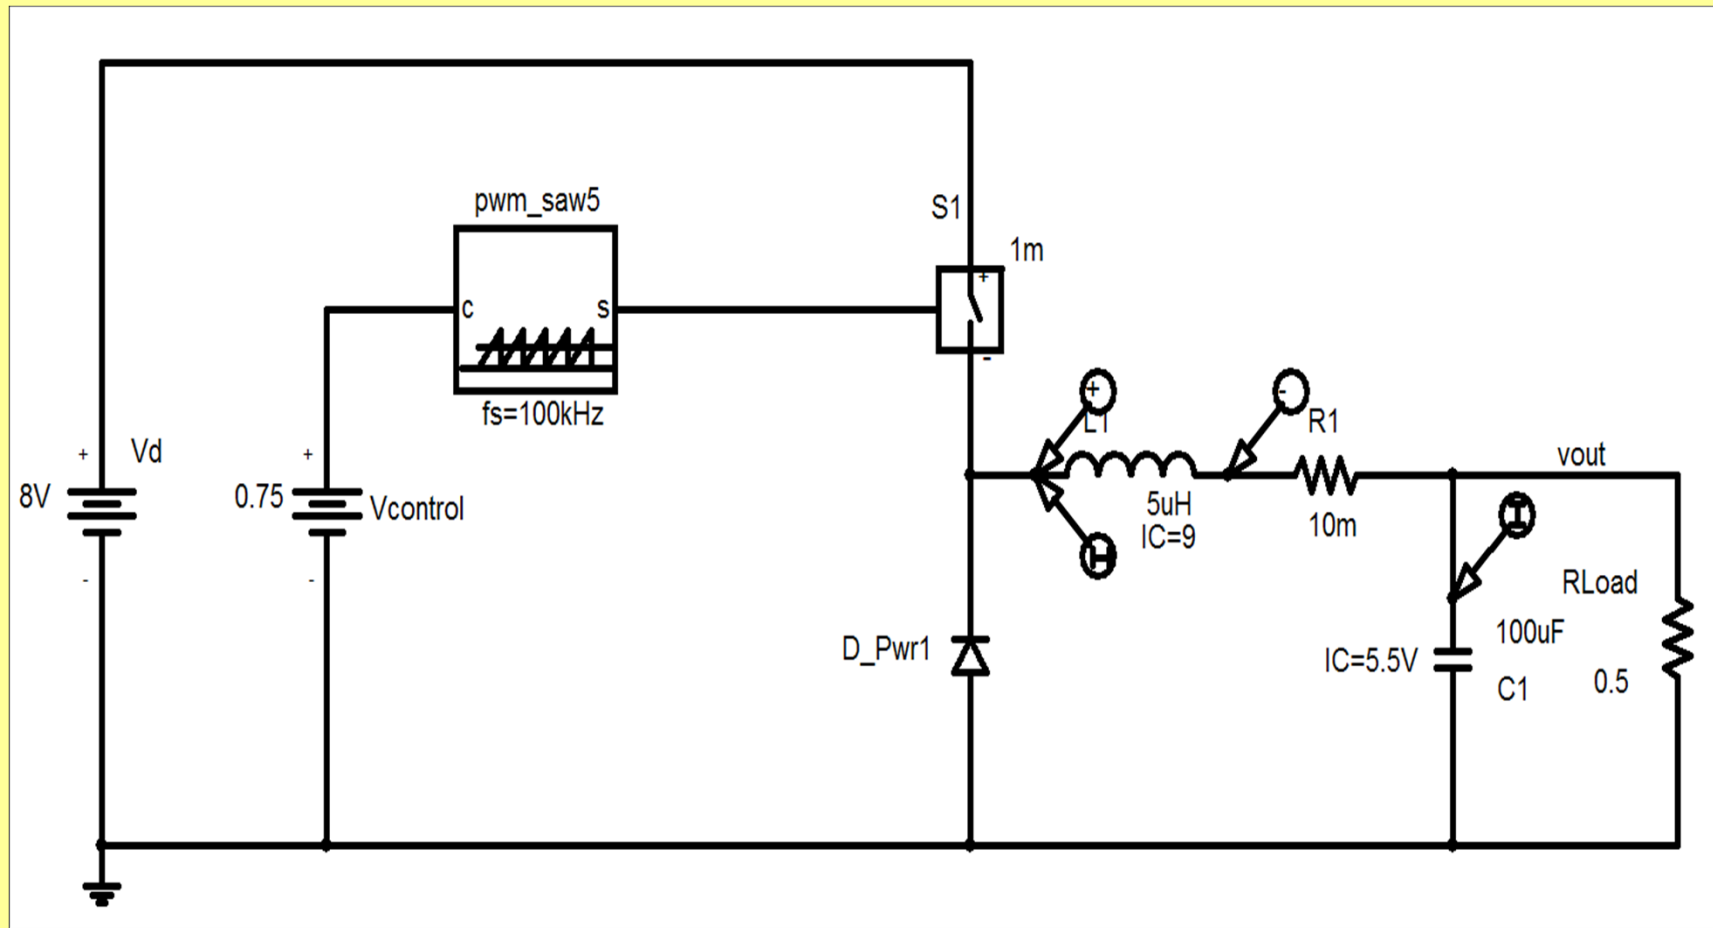 pwm_saw5
S1
1m
+
c
s
-
fs=100kHz
+
-
L1
R1
+
Vd
+
vout
8V
0.75
Vcontrol
5uH
IC=9
10m
I
I
-
-
RLoad
D_Pwr1
100uF
IC=5.5V
C1
0.5